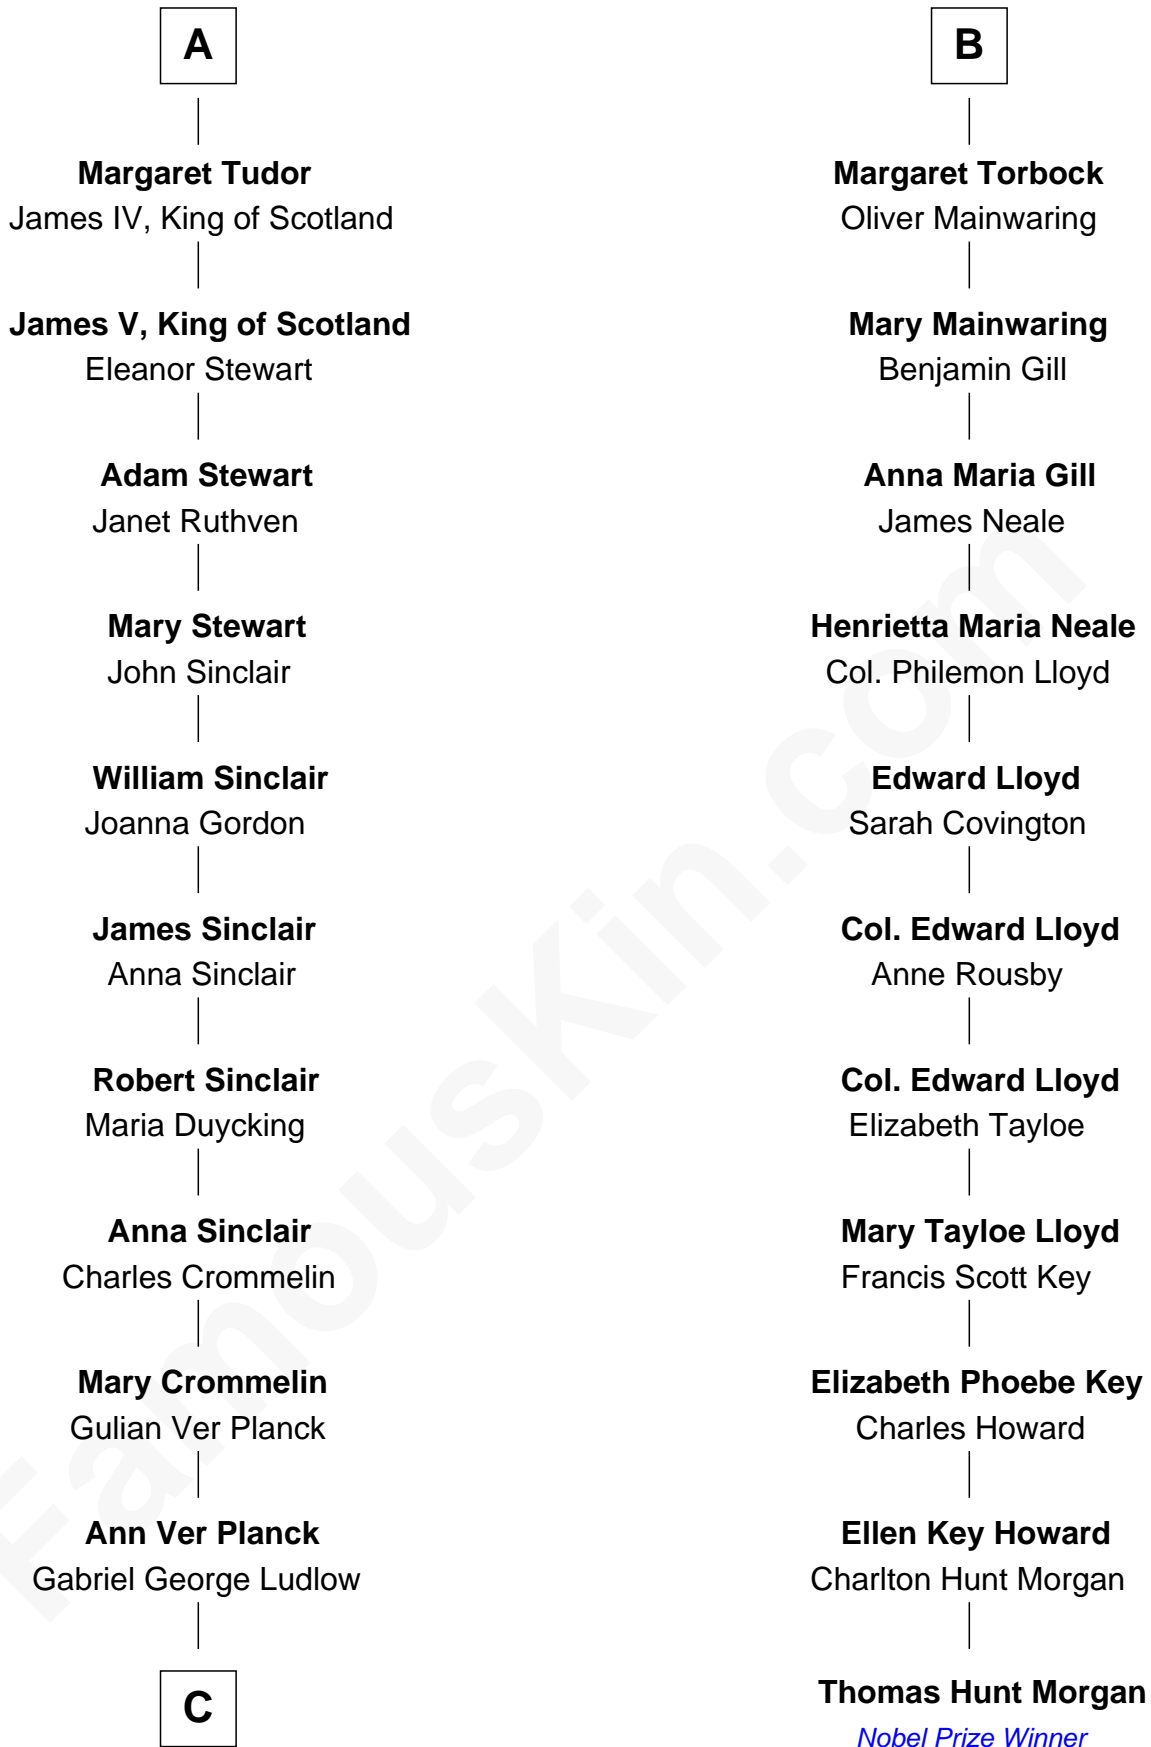 A
Margaret Tudor
James IV, King of Scotland
James V, King of Scotland
Eleanor Stewart
Adam Stewart
Janet Ruthven
Mary Stewart
John Sinclair
William Sinclair
Joanna Gordon
James Sinclair
Anna Sinclair
Robert Sinclair
Maria Duycking
Anna Sinclair
Charles Crommelin
Mary Crommelin
Gulian Ver Planck
Ann Ver Planck
Gabriel George Ludlow
C
B
Margaret Torbock
Oliver Mainwaring
Mary Mainwaring
Benjamin Gill
Anna Maria Gill
James Neale
Henrietta Maria Neale
Col. Philemon Lloyd
Edward Lloyd
Sarah Covington
Col. Edward Lloyd
Anne Rousby
Col. Edward Lloyd
Elizabeth Tayloe
Mary Tayloe Lloyd
Francis Scott Key
Elizabeth Phoebe Key
Charles Howard
Ellen Key Howard
Charlton Hunt Morgan
Thomas Hunt Morgan
Nobel Prize Winner
FamousKin.com